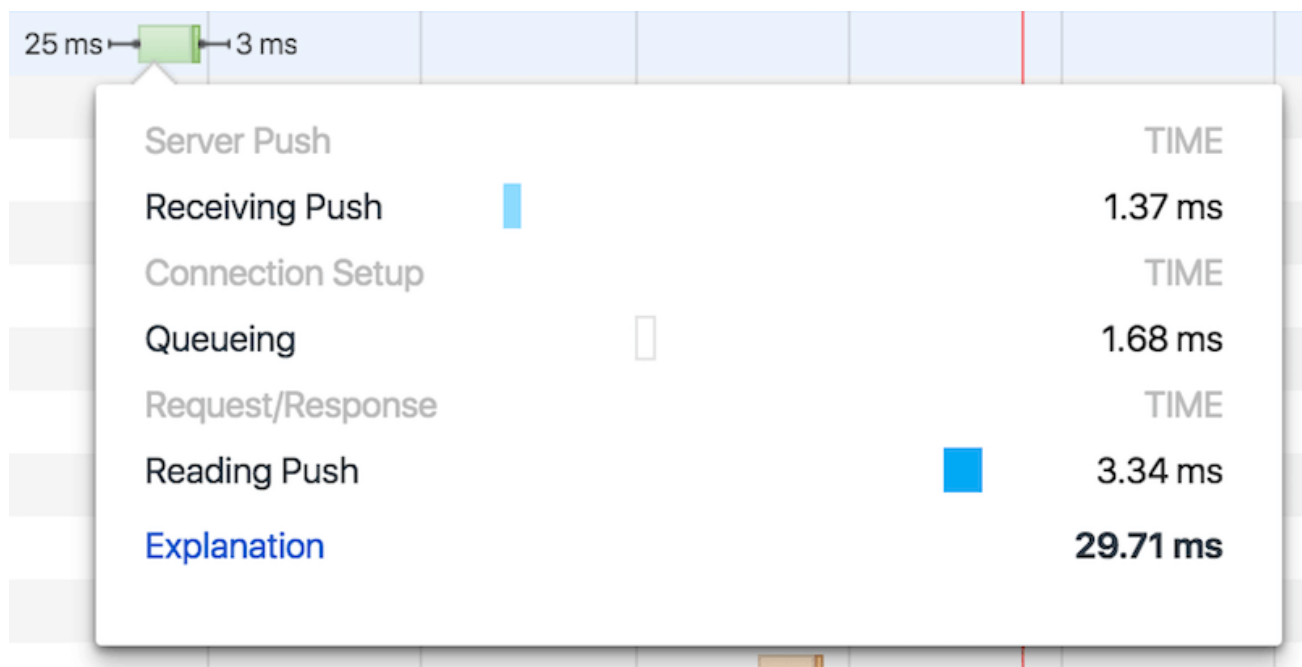 25 ms 3 ms
Server Push TIME
Receiving Push 1.37 ms
Connection Setup TIME
Queueing 1.68 ms
Request/Response TIME
Reading Push 3.34 ms
Explanation 29.71 ms